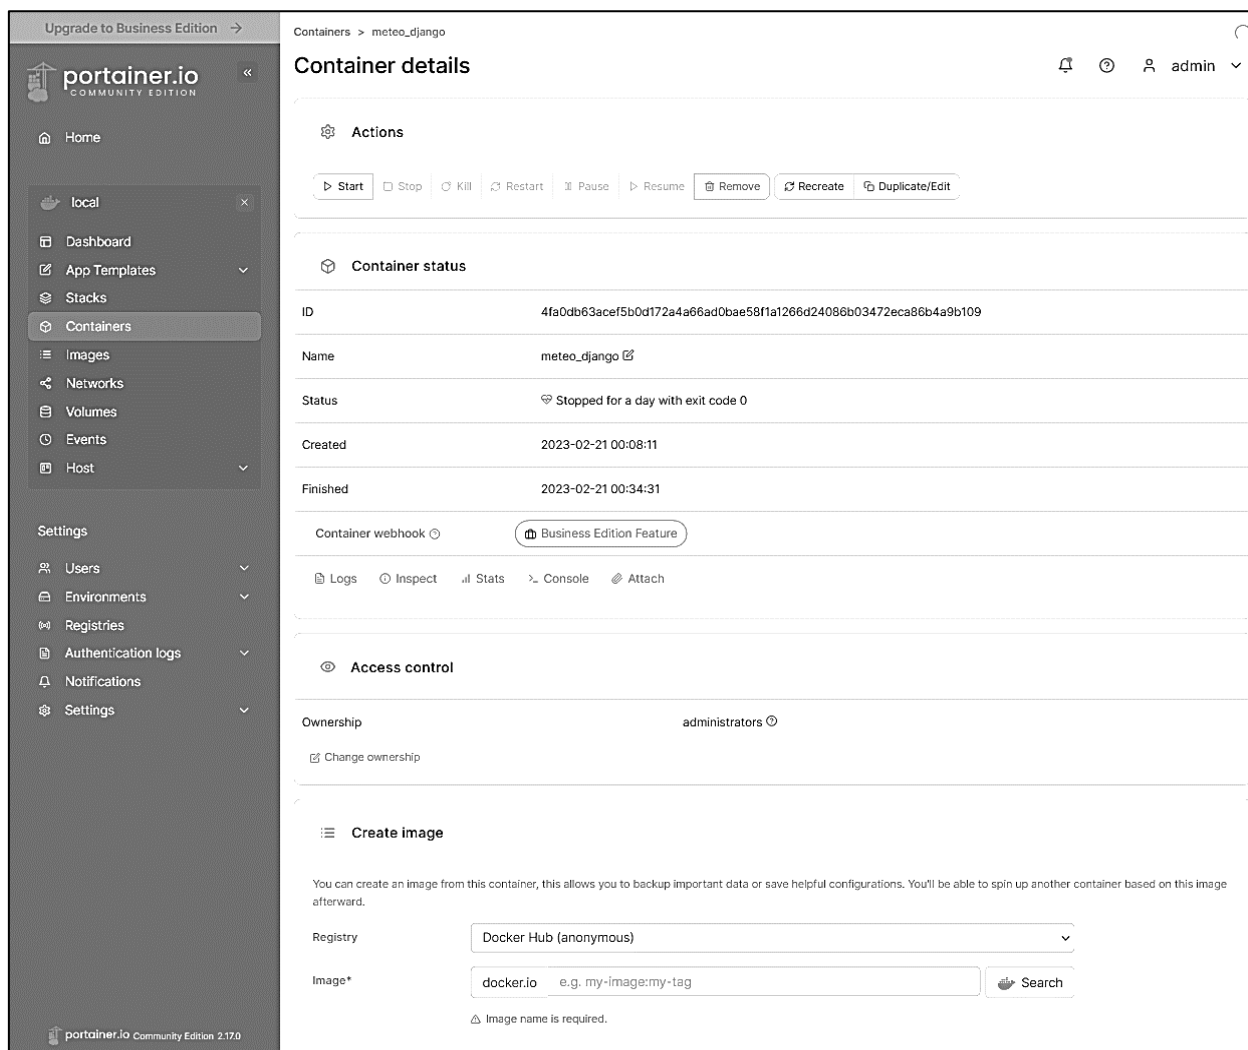 Upgrade to Business Edition →
portainer.io
COMMUNITY EDITION
«
Home
local
Dashboard
App Templates
Stacks
Containers
Images
Networks
Volumes
Events
Host
Settings
Users
Environments
Registries
Authentication logs
Notifications
Settings
portainer.io Community Edition 2.17.0
Containers > meteo_django
Container details
admin
Actions
Start Stop Kill Restart Pause Resume Remove Recreate Duplicate/Edit
Container status
ID 4fa0db63acef5b0d172a4a66ad0bae58f1a1266d24086b03472eca86b4a9b109
Name meteo_django
Status Stopped for a day with exit code 0
Created 2023-02-21 00:08:11
Finished 2023-02-21 00:34:31
Container webhook Business Edition Feature
Logs Inspect Stats Console Attach
Access control
Ownership administrators
Change ownership
Create image
You can create an image from this container, this allows you to backup important data or save helpful configurations. You'll be able to spin up another container based on this image
afterward.
Registry Docker Hub (anonymous)
Image* docker.io e.g. my-image:my-tag Search
Image name is required.